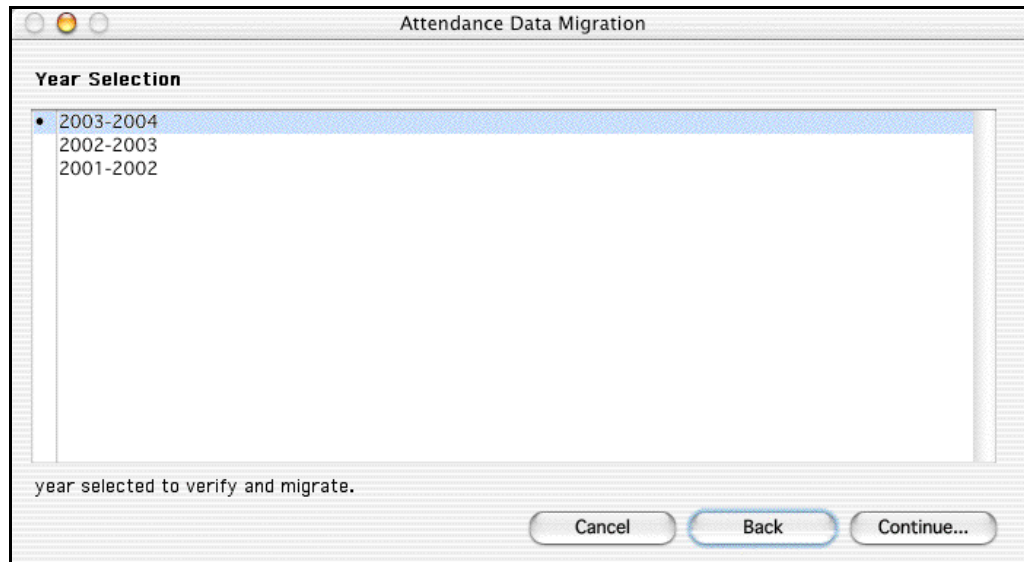 Attendance Data Migration
Year Selection
• 2003-2004
2002-2003
2001-2002
year selected to verify and migrate.
Cancel Back Continue...